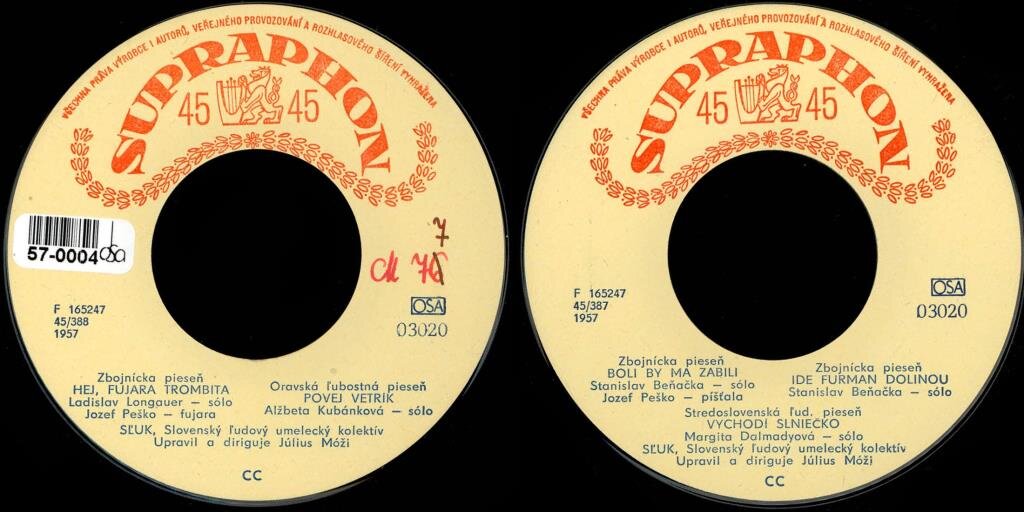 VŠECHNA PRÁVA VÝROBCE I AUTORŮ, VEŘEJNÉHO PROVOZOVÁNÍ A ROZHLASOVÉHO ŠÍŘENÍ VYHRAŽENA
SUPRAPHON
45 45
57-0004
OSA
7
76
F 165247
45/388
1957
OSA
03020
Zbojnícka pieseň
HEJ, FUJARA TROMBITA
Ladislav Longauer — sólo
Jozef Peško — fujara
Oravská ľubostná pieseň
POVEJ VETRÍK
Alžbeta Kubánková — sólo
SĽUK, Slovenský ľudový umelecký kolektív
Upravil a diriguje Július Móži
CC
VŠECHNA PRÁVA VÝROBCE I AUTORŮ, VEŘEJNÉHO PROVOZOVÁNÍ A ROZHLASOVÉHO ŠÍŘENÍ VYHRAŽENA
SUPRAPHON
45 45
F 165247
45/387
1957
OSA
03020
Zbojnícka pieseň
BOLI BY MA ZABILI
Stanislav Beňačka — sólo
Jozef Peško — píšťala
Zbojnícka pieseň
IDE FURMAN DOLINOU
Stanislav Beňačka — sólo
Stredoslovenská ľud. pieseň
VYCHODÍ SLNIEČKO
Margita Dalmadyová — sólo
SĽUK, Slovenský ľudový umelecký kolektív
Upravil a diriguje Július Móži
CC